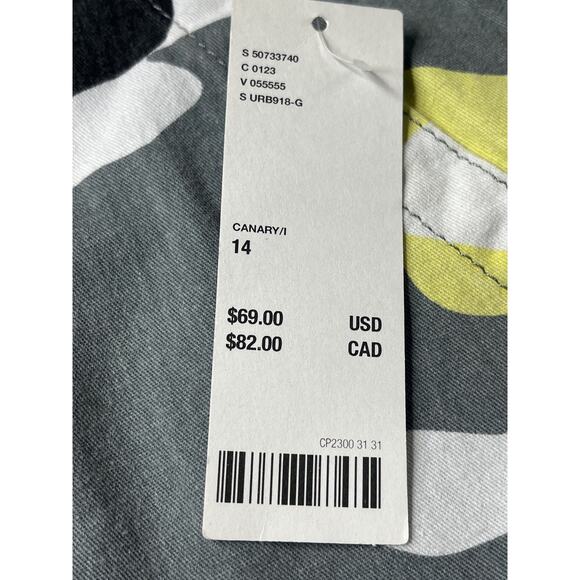 S 50733740
C 0123
V 055555
S URB918-G
CANARY/I
14
$69.00 USD
$82.00 CAD
CP2300 31 31